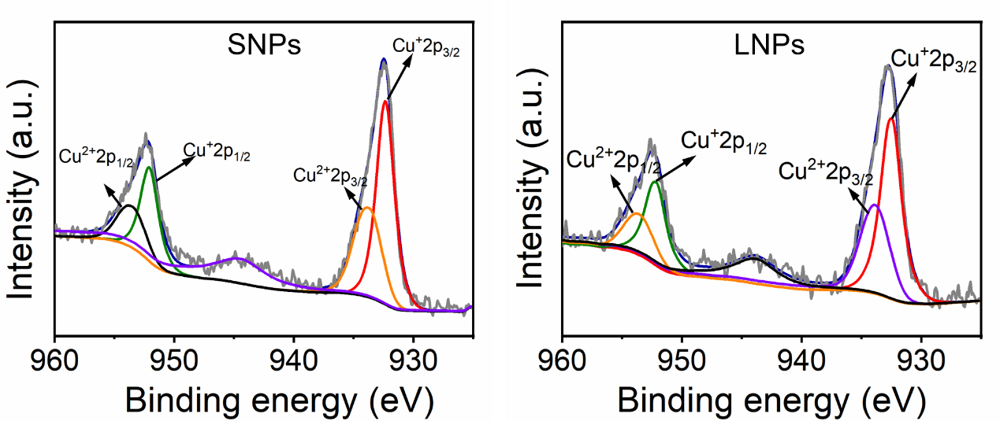 SNPs
Cu⁺2p₃/₂
Cu²⁺2p₁/₂
Cu⁺2p₁/₂
Cu²⁺2p₃/₂
Intensity (a.u.)
960 950 940 930
Binding energy (eV)
LNPs
Cu⁺2p₃/₂
Cu⁺2p₁/₂
Cu²⁺2p₁/₂
Cu²⁺2p₃/₂
Intensity (a.u.)
960 950 940 930
Binding energy (eV)